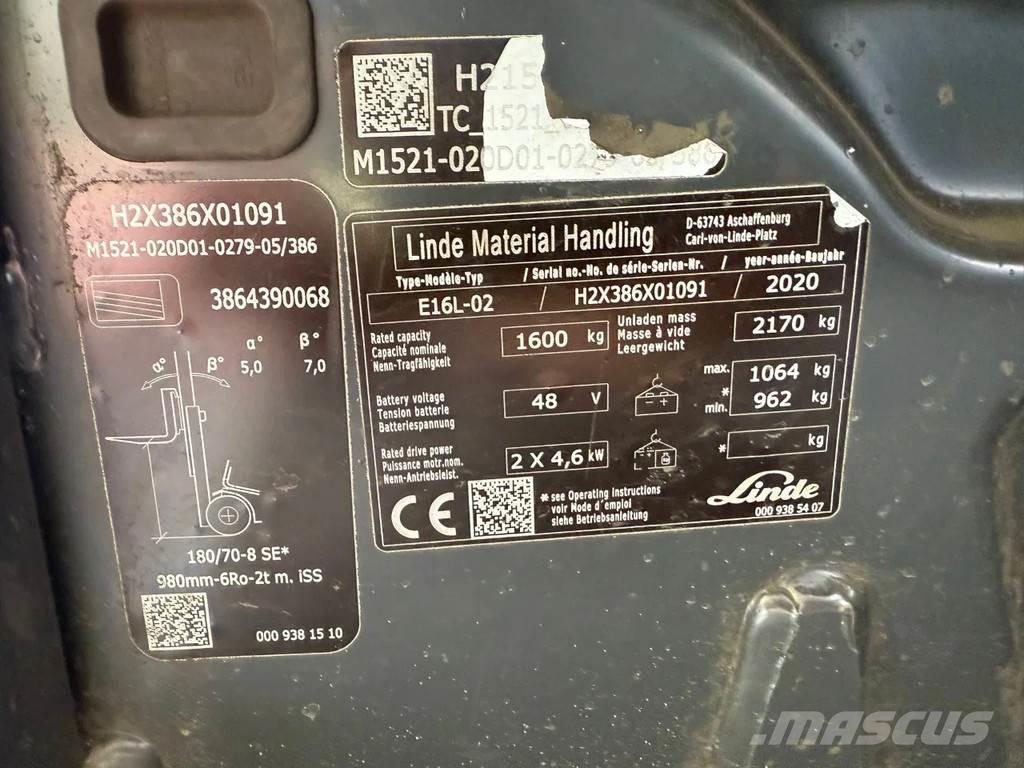 H215
TC_1521_
M1521-020D01-0279-05/386
H2X386X01091
M1521-020D01-0279-05/386
3864390068
α° β°
5,0 7,0
α° β°
180/70-8 SE*
980mm-6Ro-2t m. iSS
000 938 15 10
Linde Material Handling
D-63743 Aschaffenburg
Carl-von-Linde-Platz
Type-Modèle-Typ / Serial no.-No. de série-Serien-Nr. / year-année-Baujahr
E16L-02 / H2X386X01091 / 2020
Rated capacity
Capacité nominale
Nenn-Tragfähigkeit
1600 kg
Unladen mass
Masse à vide
Leergewicht
2170 kg
Battery voltage
Tension batterie
Batteriespannung
48 V
max. 1064 kg
* min. 962 kg
Rated drive power
Puissance motr.nom.
Nenn-Antriebsleist.
2 X 4,6 kW
* kg
CE
* see Operating Instructions
voir Mode d'emploi
siehe Betriebsanleitung
Linde
000 938 54 07
MASCUS